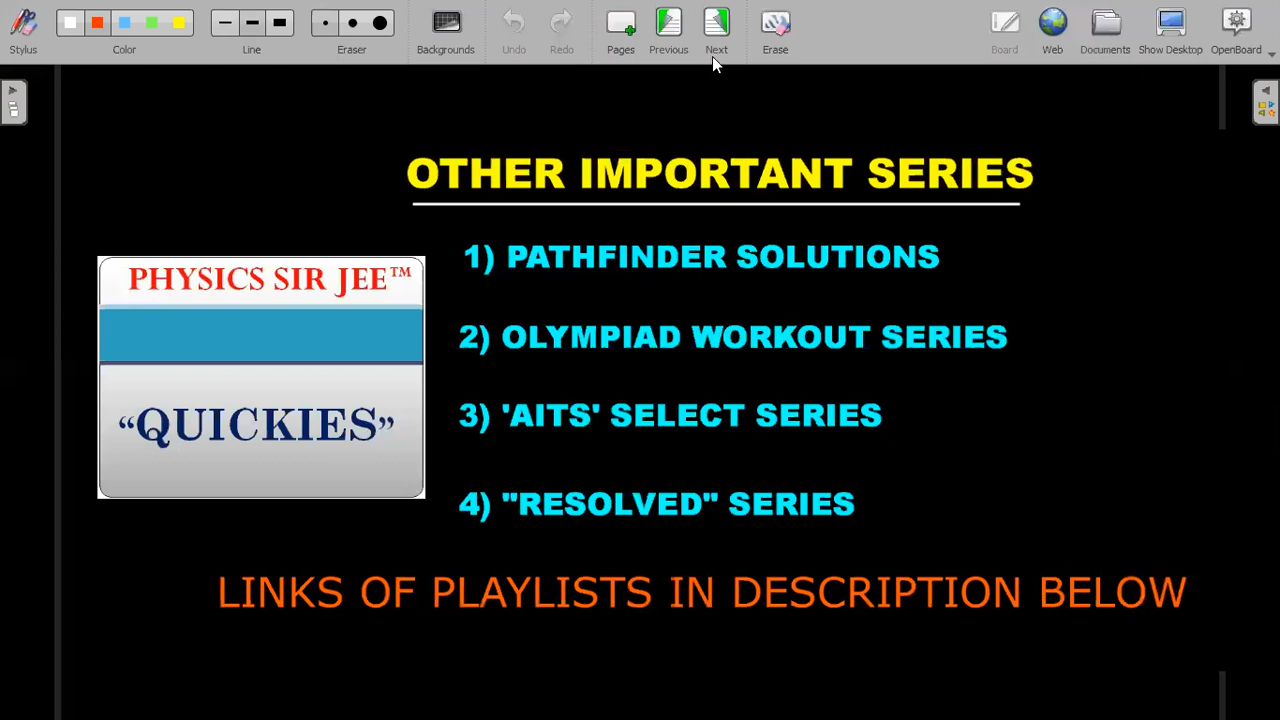 Stylus
Color
Line
Eraser
Backgrounds
Undo
Redo
Pages
Previous
Next
Erase
Board
Web
Documents
Show Desktop
OpenBoard
OTHER IMPORTANT SERIES
PHYSICS SIR JEE™
"QUICKIES"
1) PATHFINDER SOLUTIONS
2) OLYMPIAD WORKOUT SERIES
3) 'AITS' SELECT SERIES
4) "RESOLVED" SERIES
LINKS OF PLAYLISTS IN DESCRIPTION BELOW